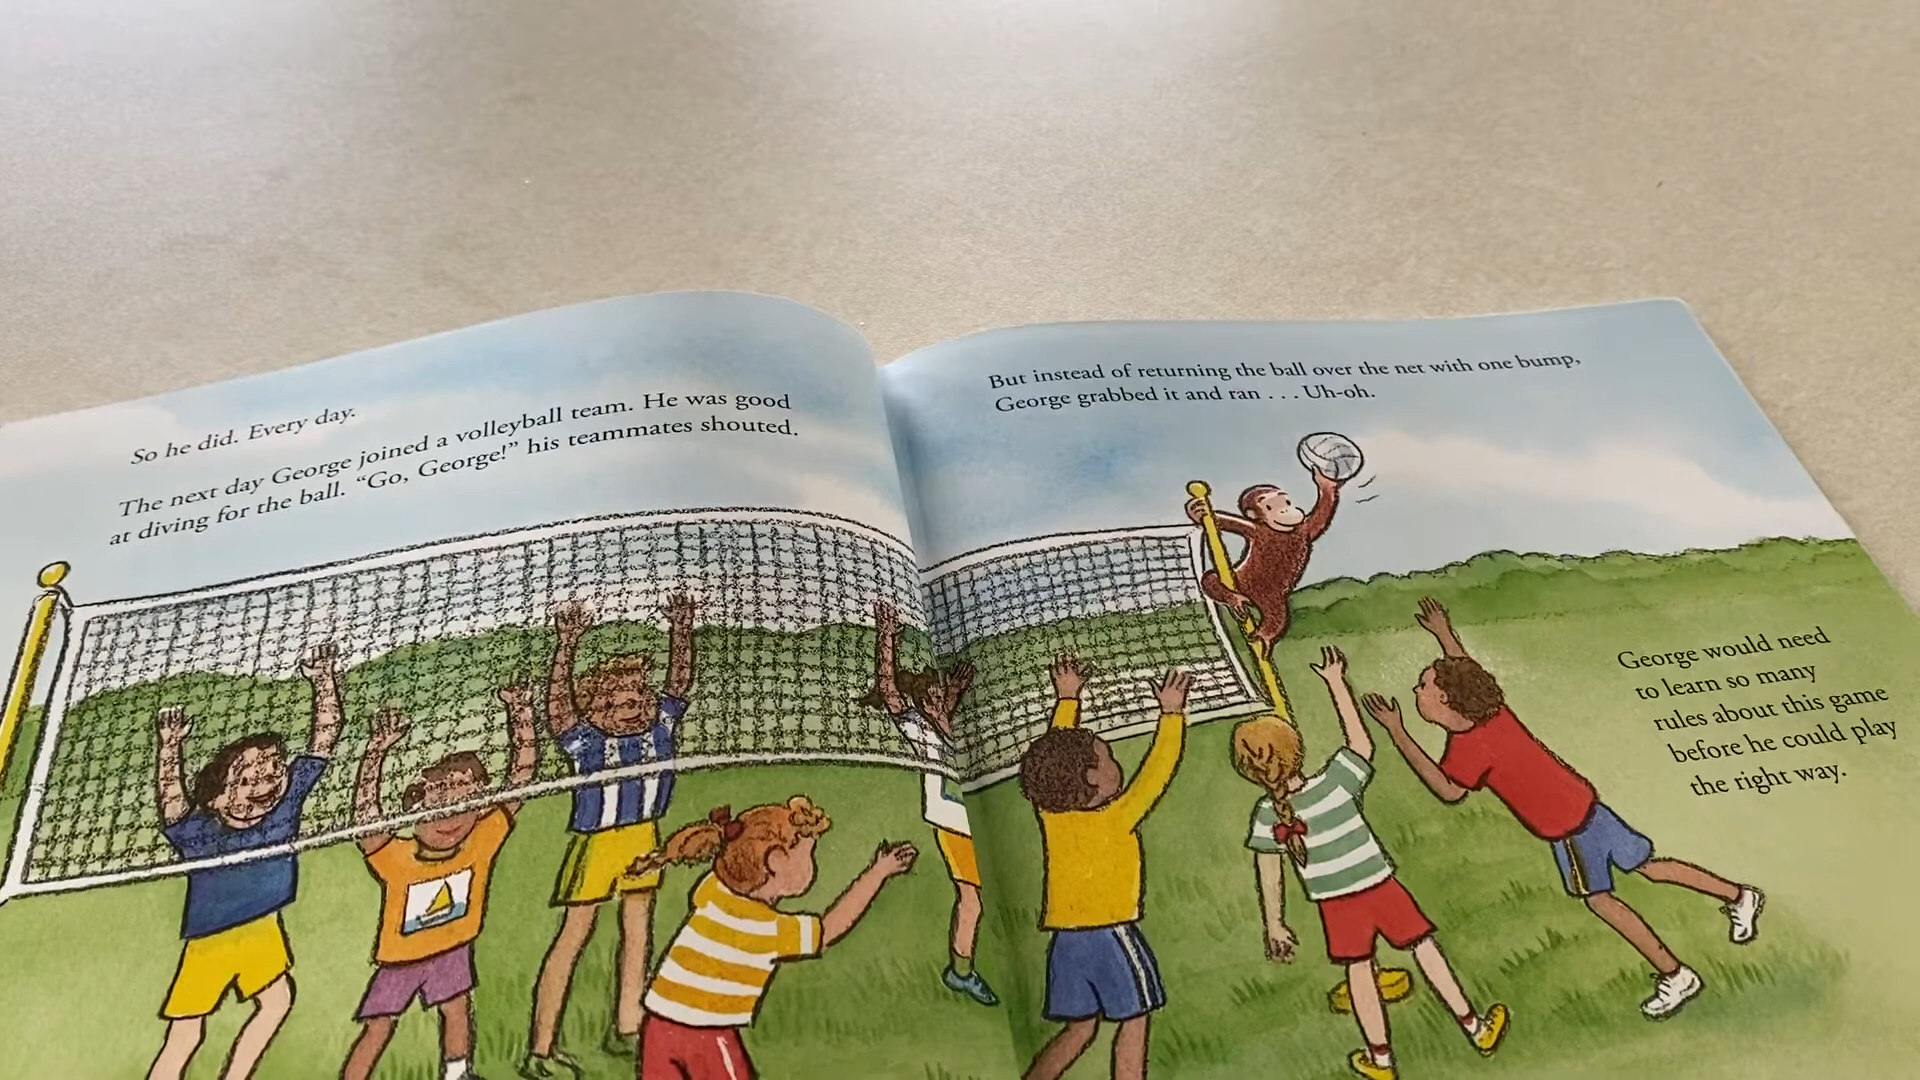 So he did. Every day.
The next day George joined a volleyball team. He was good
at diving for the ball. “Go, George!” his teammates shouted.
But instead of returning the ball over the net with one bump,
George grabbed it and ran . . . Uh-oh.
George would need
to learn so many
rules about this game
before he could play
the right way.